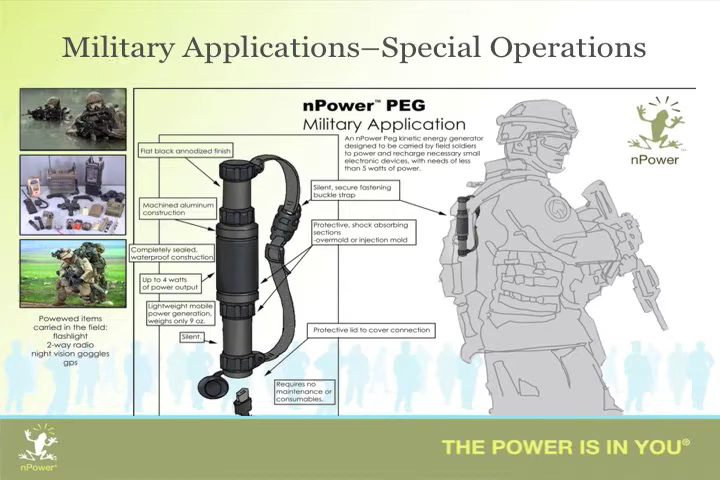 Military Applications–Special Operations
nPower™ PEG
Military Application
An nPower Peg kinetic energy generator
designed to be carried by field soldiers
to power and recharge necessary small
electronic devices, with needs of less
than 5 watts of power.
nPower
Flat black annodized finish
Machined aluminum
construction
Completely sealed,
waterproof construction
Up to 4 watts
of power output
Lightweight mobile
power generation,
weighs only 9 oz.
Silent.
Silent, secure fastening
buckle strap
Protective, shock absorbing
sections
-overmold or injection mold
Protective lid to cover connection
Requires no
maintenance or
consumables.
Powewed items
carried in the field:
flashlight
2-way radio
night vision goggles
gps
nPower®
THE POWER IS IN YOU®